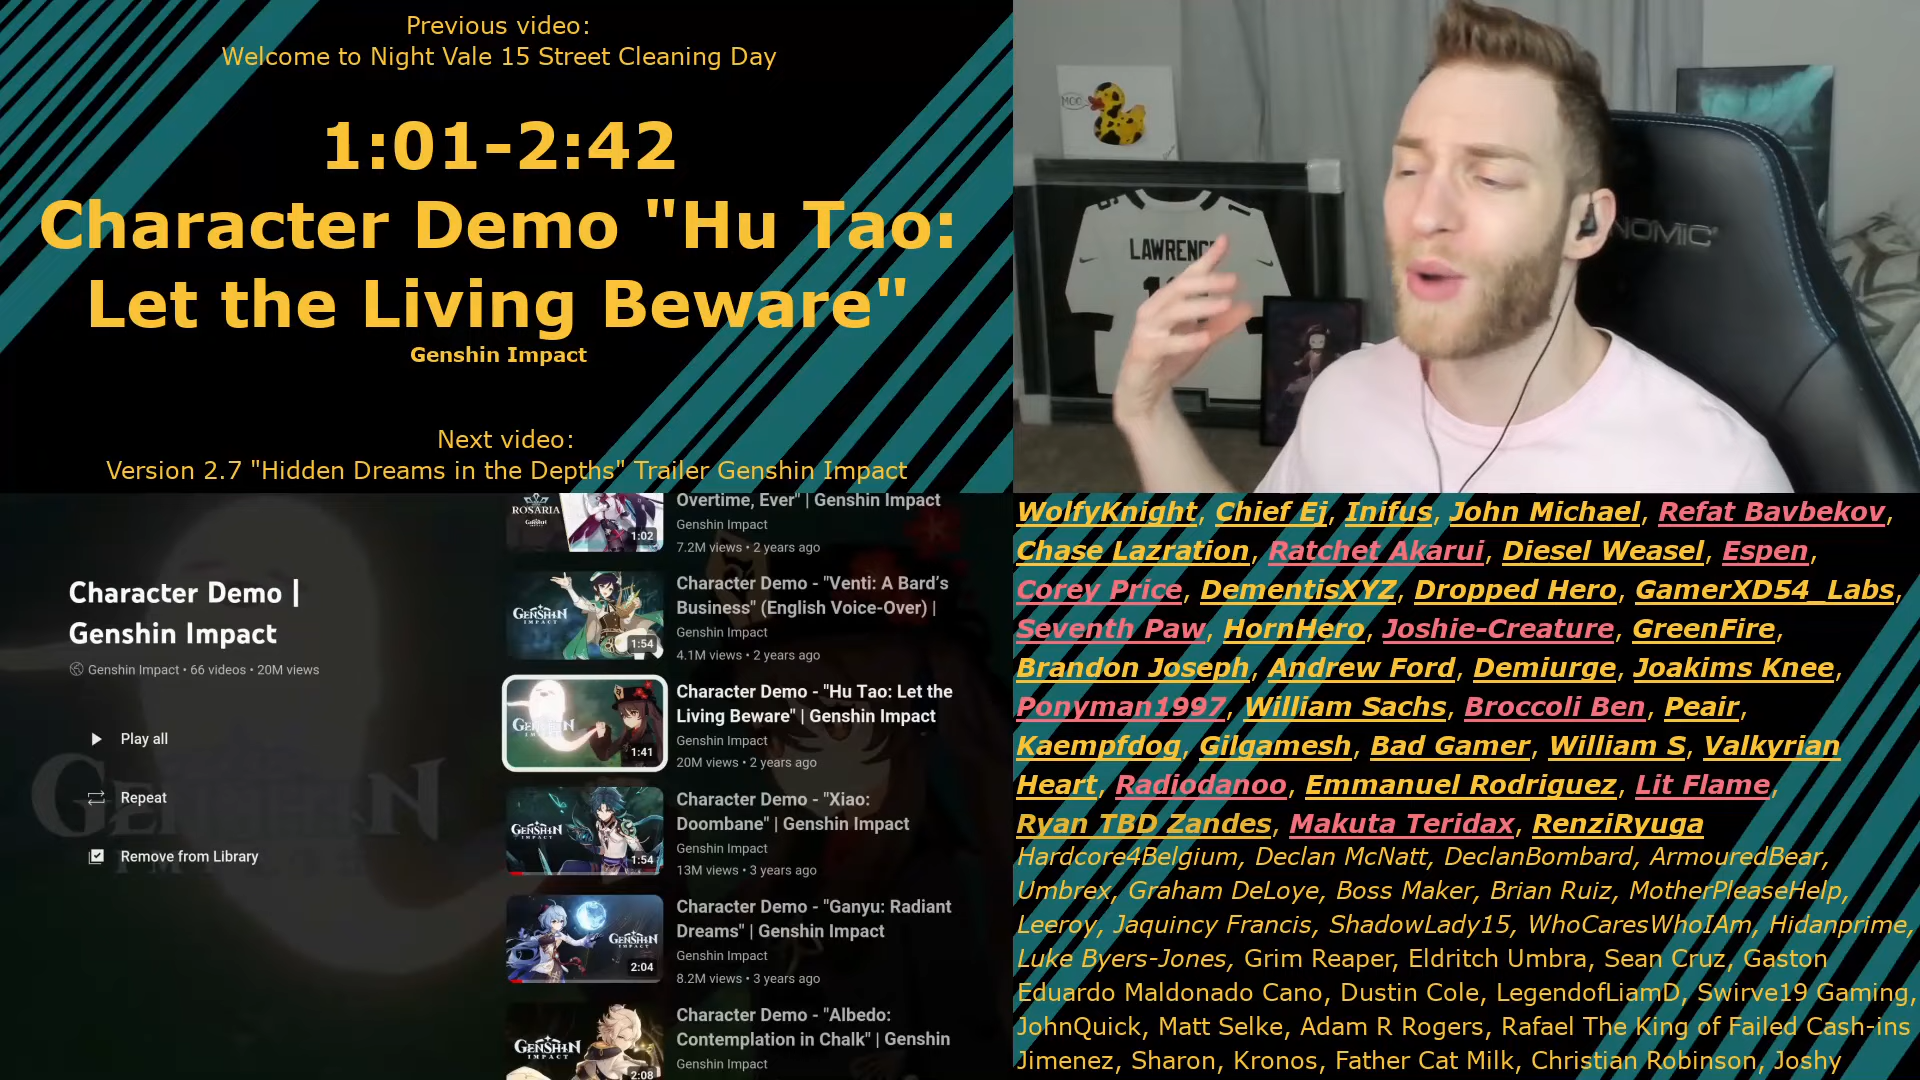 Previous video:
Welcome to Night Vale 15 Street Cleaning Day
1:01-2:42
Character Demo "Hu Tao:
Let the Living Beware"
Genshin Impact
Next video:
Version 2.7 "Hidden Dreams in the Depths" Trailer Genshin Impact
MOO
LAWRENC
NOMIC
Character Demo |
Genshin Impact
Genshin Impact • 66 videos • 20M views
Play all
Repeat
Remove from Library
ROSARIA
1:02
Overtime, Ever" | Genshin Impact
Genshin Impact
7.2M views • 2 years ago
GENSHIN
1:54
Character Demo - "Venti: A Bard's
Business" (English Voice-Over) |
Genshin Impact
4.1M views • 2 years ago
1:41
Character Demo - "Hu Tao: Let the
Living Beware" | Genshin Impact
Genshin Impact
20M views • 2 years ago
GENSHIN
1:54
Character Demo - "Xiao:
Doombane" | Genshin Impact
Genshin Impact
13M views • 3 years ago
GENSHIN
2:04
Character Demo - "Ganyu: Radiant
Dreams" | Genshin Impact
Genshin Impact
8.2M views • 3 years ago
GENSHIN
2:08
Character Demo - "Albedo:
Contemplation in Chalk" | Genshin
Genshin Impact
WolfyKnight, Chief Ej, Inifus, John Michael, Refat Bavbekov,
Chase Lazration, Ratchet Akarui, Diesel Weasel, Espen,
Corey Price, DementisXYZ, Dropped Hero, GamerXD54_Labs,
Seventh Paw, HornHero, Joshie-Creature, GreenFire,
Brandon Joseph, Andrew Ford, Demiurge, Joakims Knee,
Ponyman1997, William Sachs, Broccoli Ben, Peair,
Kaempfdog, Gilgamesh, Bad Gamer, William S, Valkyrian
Heart, Radiodanoo, Emmanuel Rodriguez, Lit Flame,
Ryan TBD Zandes, Makuta Teridax, RenziRyuga
Hardcore4Belgium, Declan McNatt, DeclanBombard, ArmouredBear,
Umbrex, Graham DeLoye, Boss Maker, Brian Ruiz, MotherPleaseHelp,
Leeroy, Jaquincy Francis, ShadowLady15, WhoCaresWhoIAm, Hidanprime,
Luke Byers-Jones, Grim Reaper, Eldritch Umbra, Sean Cruz, Gaston
Eduardo Maldonado Cano, Dustin Cole, LegendofLiamD, Swirve19 Gaming,
JohnQuick, Matt Selke, Adam R Rogers, Rafael The King of Failed Cash-ins
Jimenez, Sharon, Kronos, Father Cat Milk, Christian Robinson, Joshy